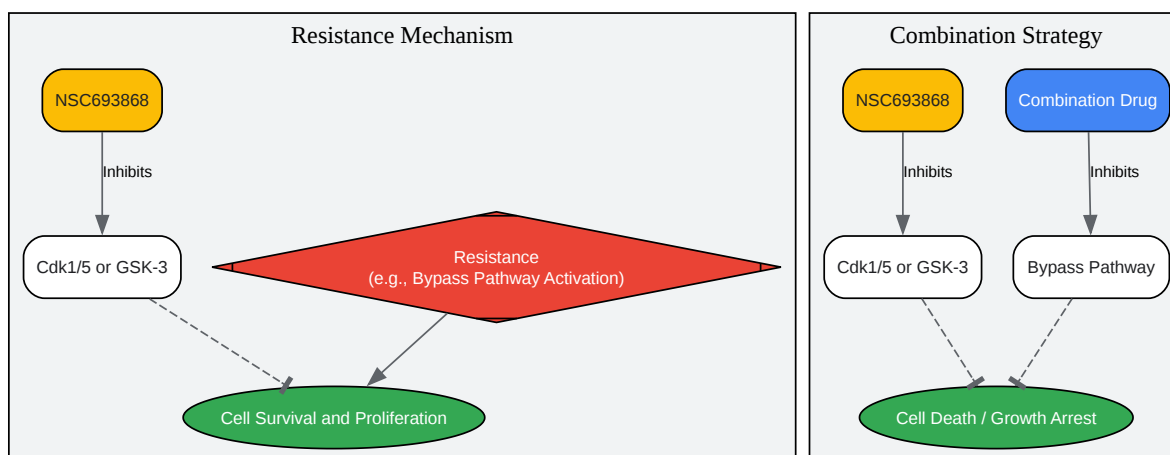 Resistance Mechanism
NSC693868
Inhibits
Cdk1/5 or GSK-3
Resistance
(e.g., Bypass Pathway Activation)
Cell Survival and Proliferation
Combination Strategy
NSC693868
Combination Drug
Inhibits
Inhibits
Cdk1/5 or GSK-3
Bypass Pathway
Cell Death / Growth Arrest